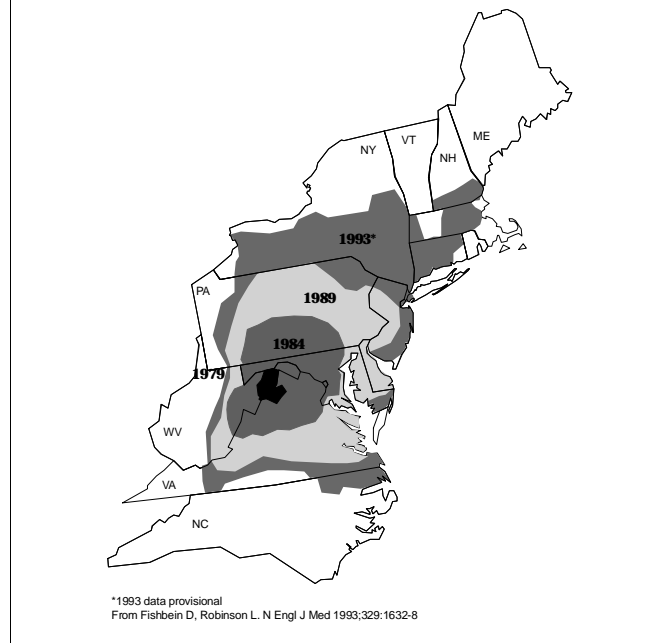 ME
VT
NY
NH
1993*
PA
1989
1984
1979
WV
VA
NC
*1993 data provisional
From Fishbein D, Robinson L. N Engl J Med 1993;329:1632-8